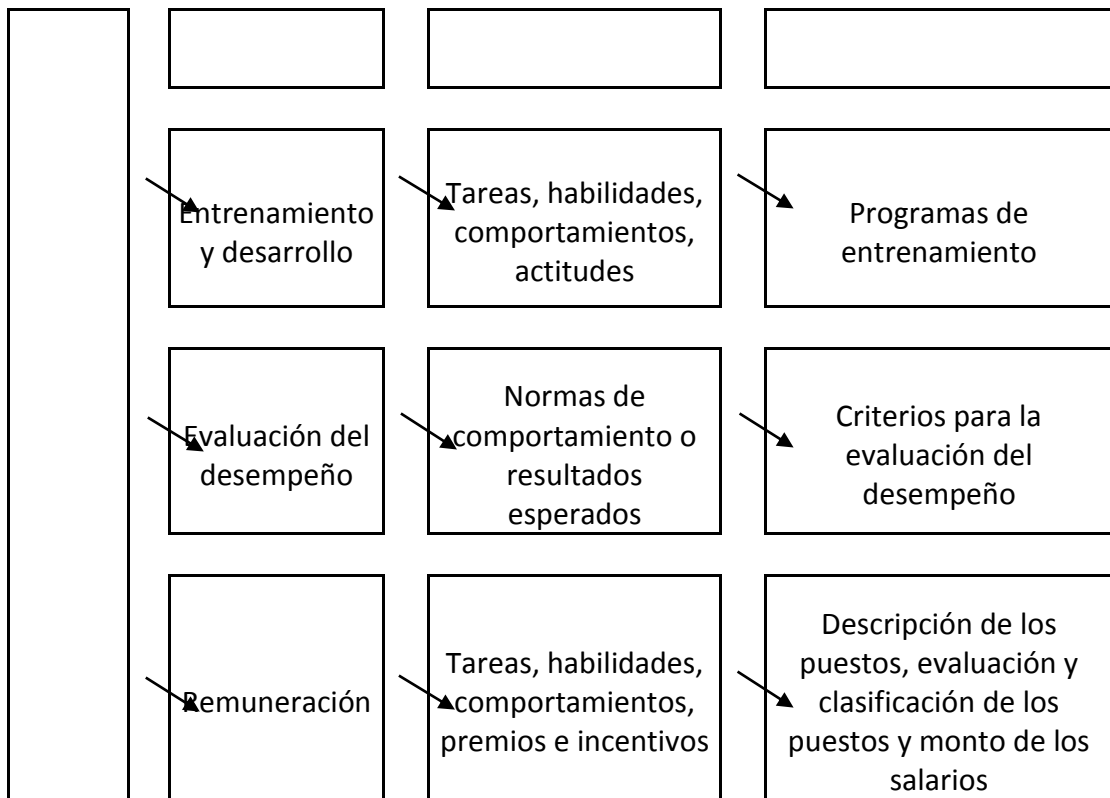 Entrenamiento
y desarrollo
Tareas, habilidades,
comportamientos,
actitudes
Programas de
entrenamiento
Evaluación del
desempeño
Normas de
comportamiento o
resultados
esperados
Criterios para la
evaluación del
desempeño
Remuneración
Tareas, habilidades,
comportamientos,
premios e incentivos
Descripción de los
puestos, evaluación y
clasificación de los
puestos y monto de los
salarios